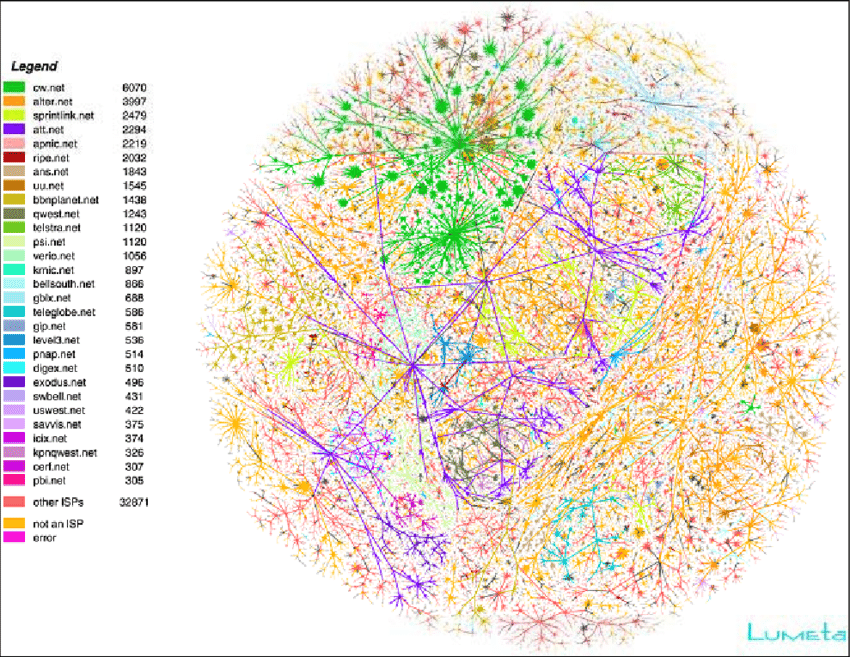 Legend
cw.net 6070
alter.net 3997
sprintlink.net 2479
att.net 2294
apnic.net 2219
ripe.net 2032
ans.net 1843
uu.net 1545
bbnplanet.net 1438
qwest.net 1243
telstra.net 1120
psi.net 1120
verio.net 1056
kmic.net 897
bellsouth.net 866
gblx.net 688
teleglobe.net 586
gip.net 581
level3.net 536
pnap.net 514
digex.net 510
exodus.net 496
swbell.net 431
uswest.net 422
savvis.net 375
icix.net 374
kpnqwest.net 326
cerf.net 307
pbi.net 305
other ISPs 32871
not an ISP
error
Lumeta